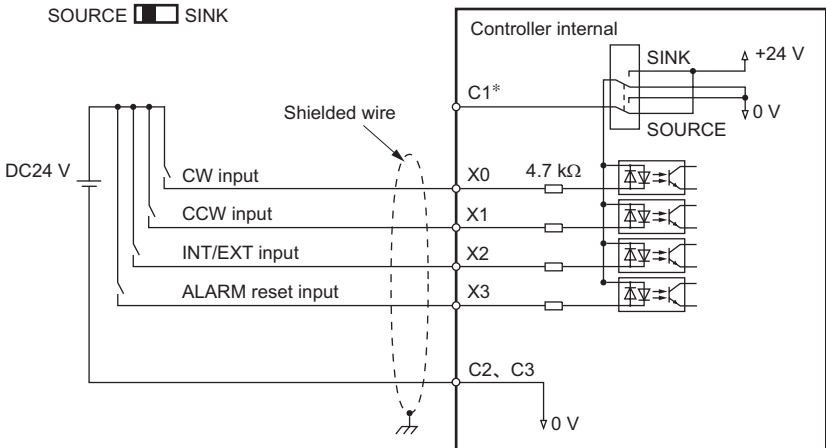 SOURCE SINK
Controller internal
SINK
+24 V
C1*
0 V
Shielded wire
SOURCE
DC24 V
CW input
X0
4.7 kΩ
CCW input
X1
INT/EXT input
X2
ALARM reset input
X3
C2、C3
0 V